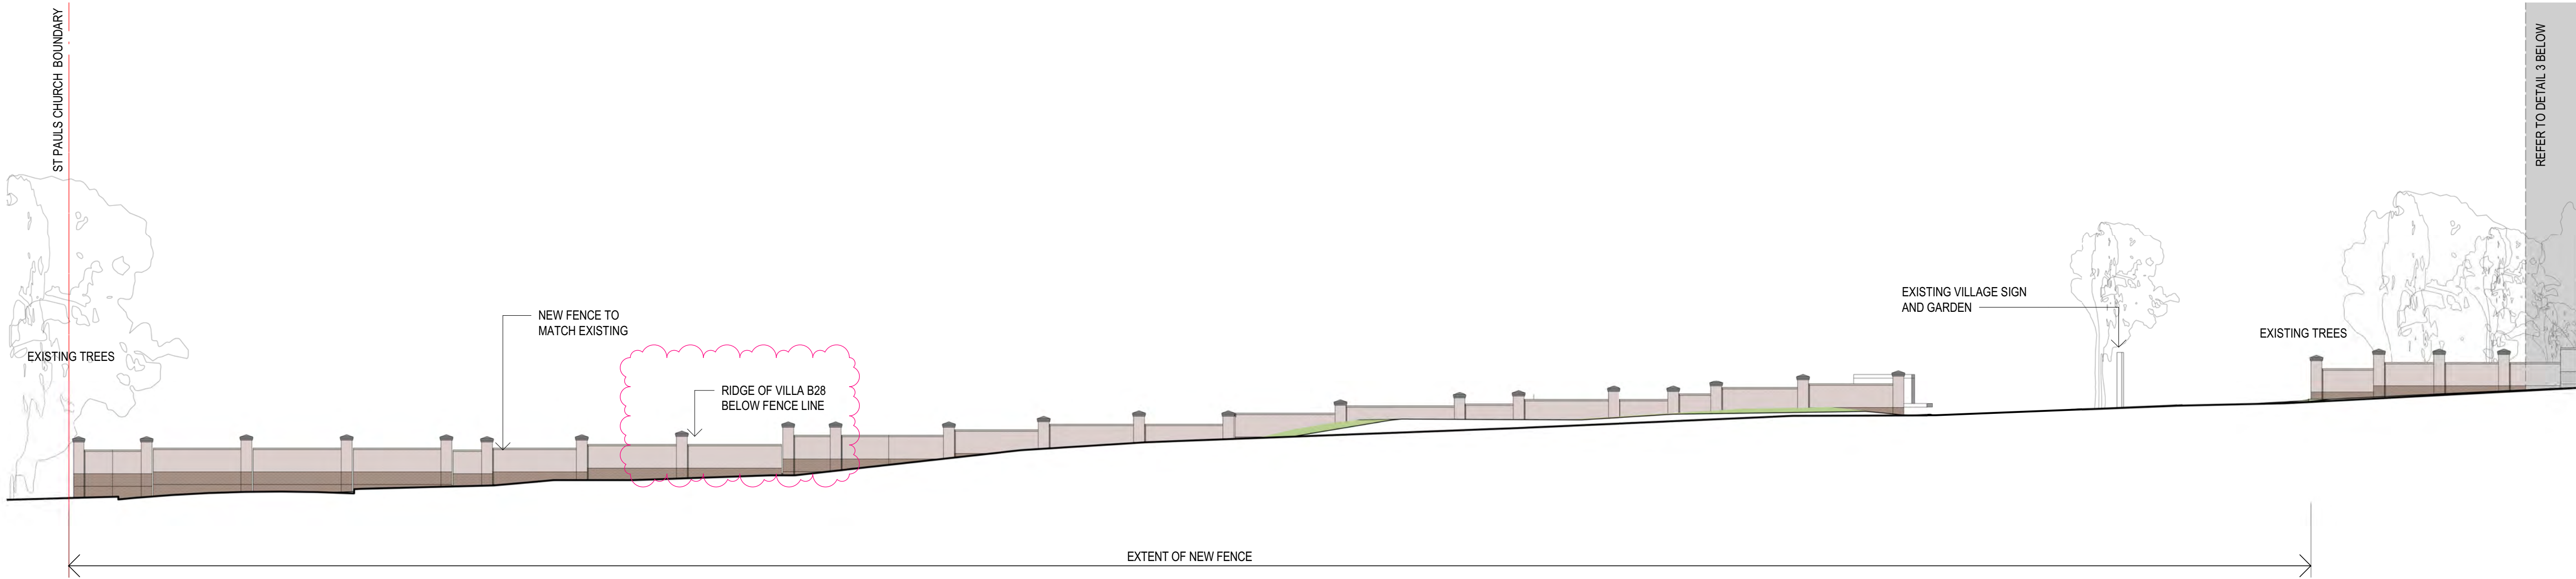 ST PAULS CHURCH BOUNDARY
EXISTING TREES
NEW FENCE TO
MATCH EXISTING
RIDGE OF VILLA B28
BELOW FENCE LINE
EXISTING VILLAGE SIGN
AND GARDEN
EXISTING TREES
REFER TO DETAIL 3 BELOW
EXTENT OF NEW FENCE